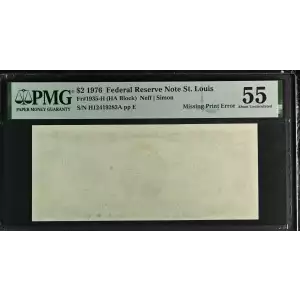 PMG
PAPER MONEY GUARANTY
$2 1976 Federal Reserve Note St. Louis
Fr#1935-H (HA Block) Neff | Simon
S/N H12419285A pp E
Missing Print Error
55
About Uncirculated